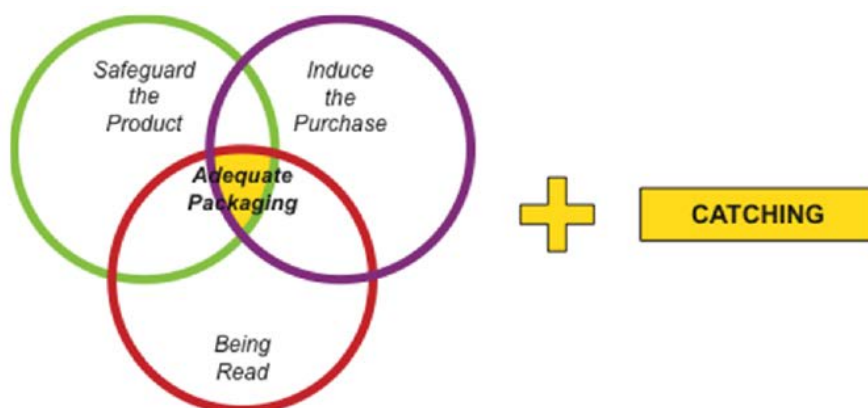 Safeguard
the
Product
Induce
the
Purchase
Adequate
Packaging
CATCHING
Being
Read